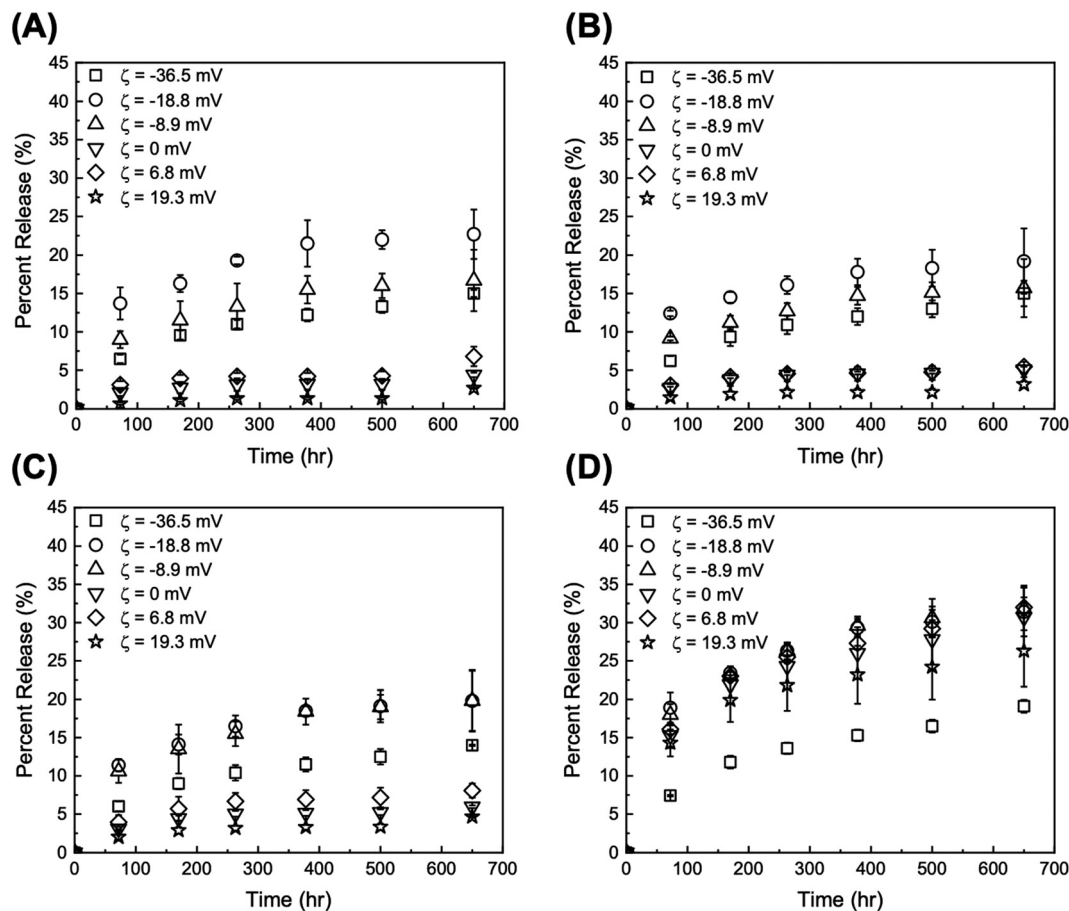 (A)
45
40
35
30
25
20
15
10
5
0
Percent Release (%)
ζ = -36.5 mV
ζ = -18.8 mV
ζ = -8.9 mV
ζ = 0 mV
ζ = 6.8 mV
ζ = 19.3 mV
0 100 200 300 400 500 600 700
Time (hr)
(B)
45
40
35
30
25
20
15
10
5
0
Percent Release (%)
ζ = -36.5 mV
ζ = -18.8 mV
ζ = -8.9 mV
ζ = 0 mV
ζ = 6.8 mV
ζ = 19.3 mV
0 100 200 300 400 500 600 700
Time (hr)
(C)
45
40
35
30
25
20
15
10
5
0
Percent Release (%)
ζ = -36.5 mV
ζ = -18.8 mV
ζ = -8.9 mV
ζ = 0 mV
ζ = 6.8 mV
ζ = 19.3 mV
0 100 200 300 400 500 600 700
Time (hr)
(D)
45
40
35
30
25
20
15
10
5
0
Percent Release (%)
ζ = -36.5 mV
ζ = -18.8 mV
ζ = -8.9 mV
ζ = 0 mV
ζ = 6.8 mV
ζ = 19.3 mV
0 100 200 300 400 500 600 700
Time (hr)